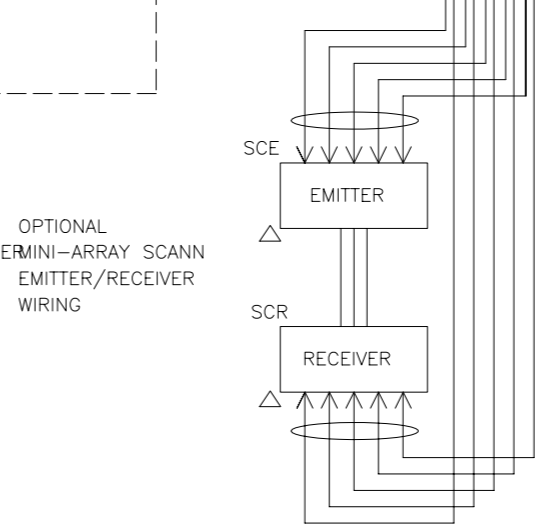 SCE
EMITTER
OPTIONAL
ERMINI-ARRAY SCANN
EMITTER/RECEIVER
WIRING
SCR
RECEIVER